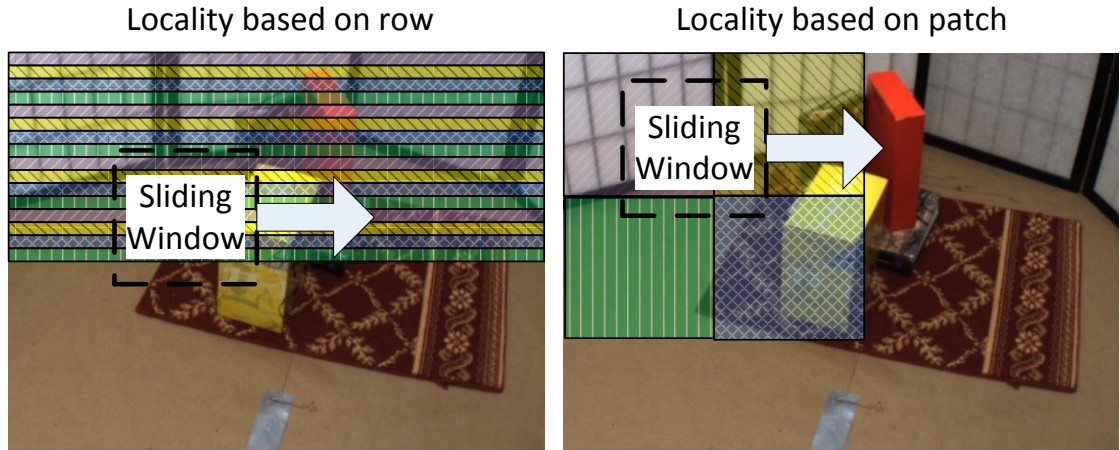 Locality based on row
Locality based on patch
Sliding
Window
Sliding
Window